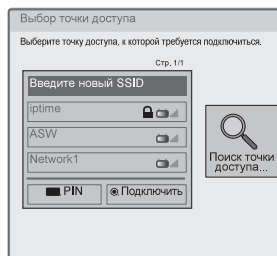 Выбор точки доступа
Выберите точку доступа, к которой требуется подключиться.
Стр. 1/1
Введите новый SSID
iptime
ASW
Network1
PIN
Подключить
Поиск точки
доступа...